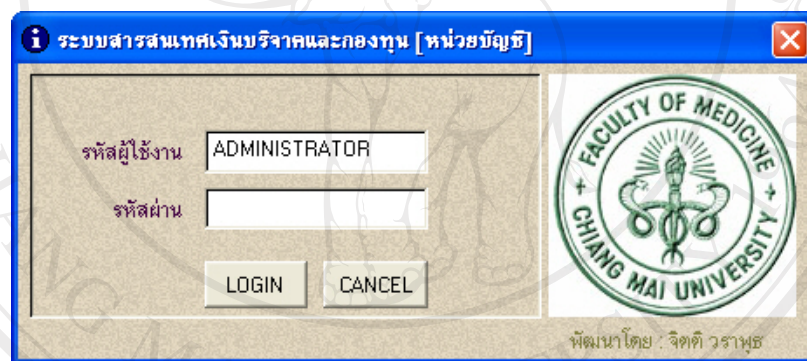 ระบบสารสนเทศเงินบริจาคและกองทุน [หน่วยบัญชี]
รหัสผู้ใช้งาน ADMINISTRATOR
รหัสผ่าน
LOGIN CANCEL
FACULTY OF MEDICINE
CHIANG MAI UNIVERSITY
พัฒนาโดย : จิตติ วราพุธ